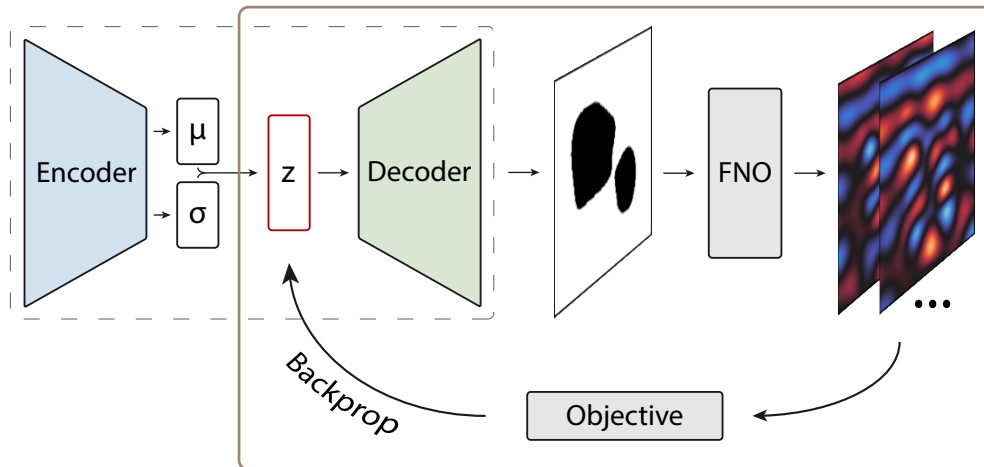 Encoder
μ
σ
z
Decoder
FNO
...
Backprop
Objective